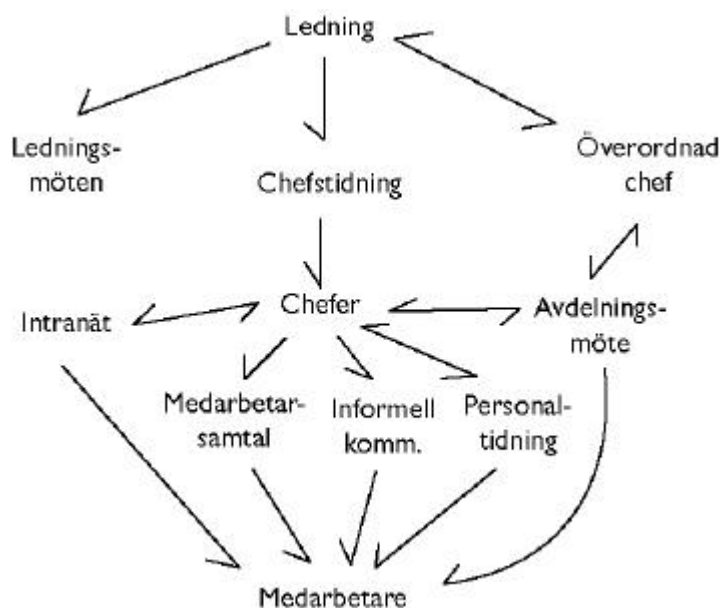 Ledning
Lednings-
möten
Chefstidning
Överordnad
chef
Intranät
Chefer
Avdelnings-
möte
Medarbetar-
samtal
Informell
komm.
Personal-
tidning
Medarbetare